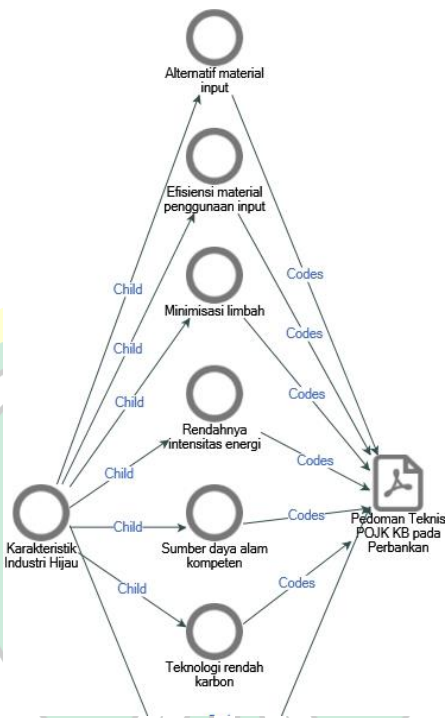 Alternatif material
input
Efisiensi material
penggunaan input
Child
Codes
Minimisasi limbah
Child
Codes
Child
Codes
Rendahnya
intensitas energi
Child
Codes
Karakteristik
Industri Hijau
Child
Sumber daya alam
kompeten
Codes
Pedoman Teknis
POJK KB pada
Perbankan
Child
Codes
Teknologi rendah
karbon